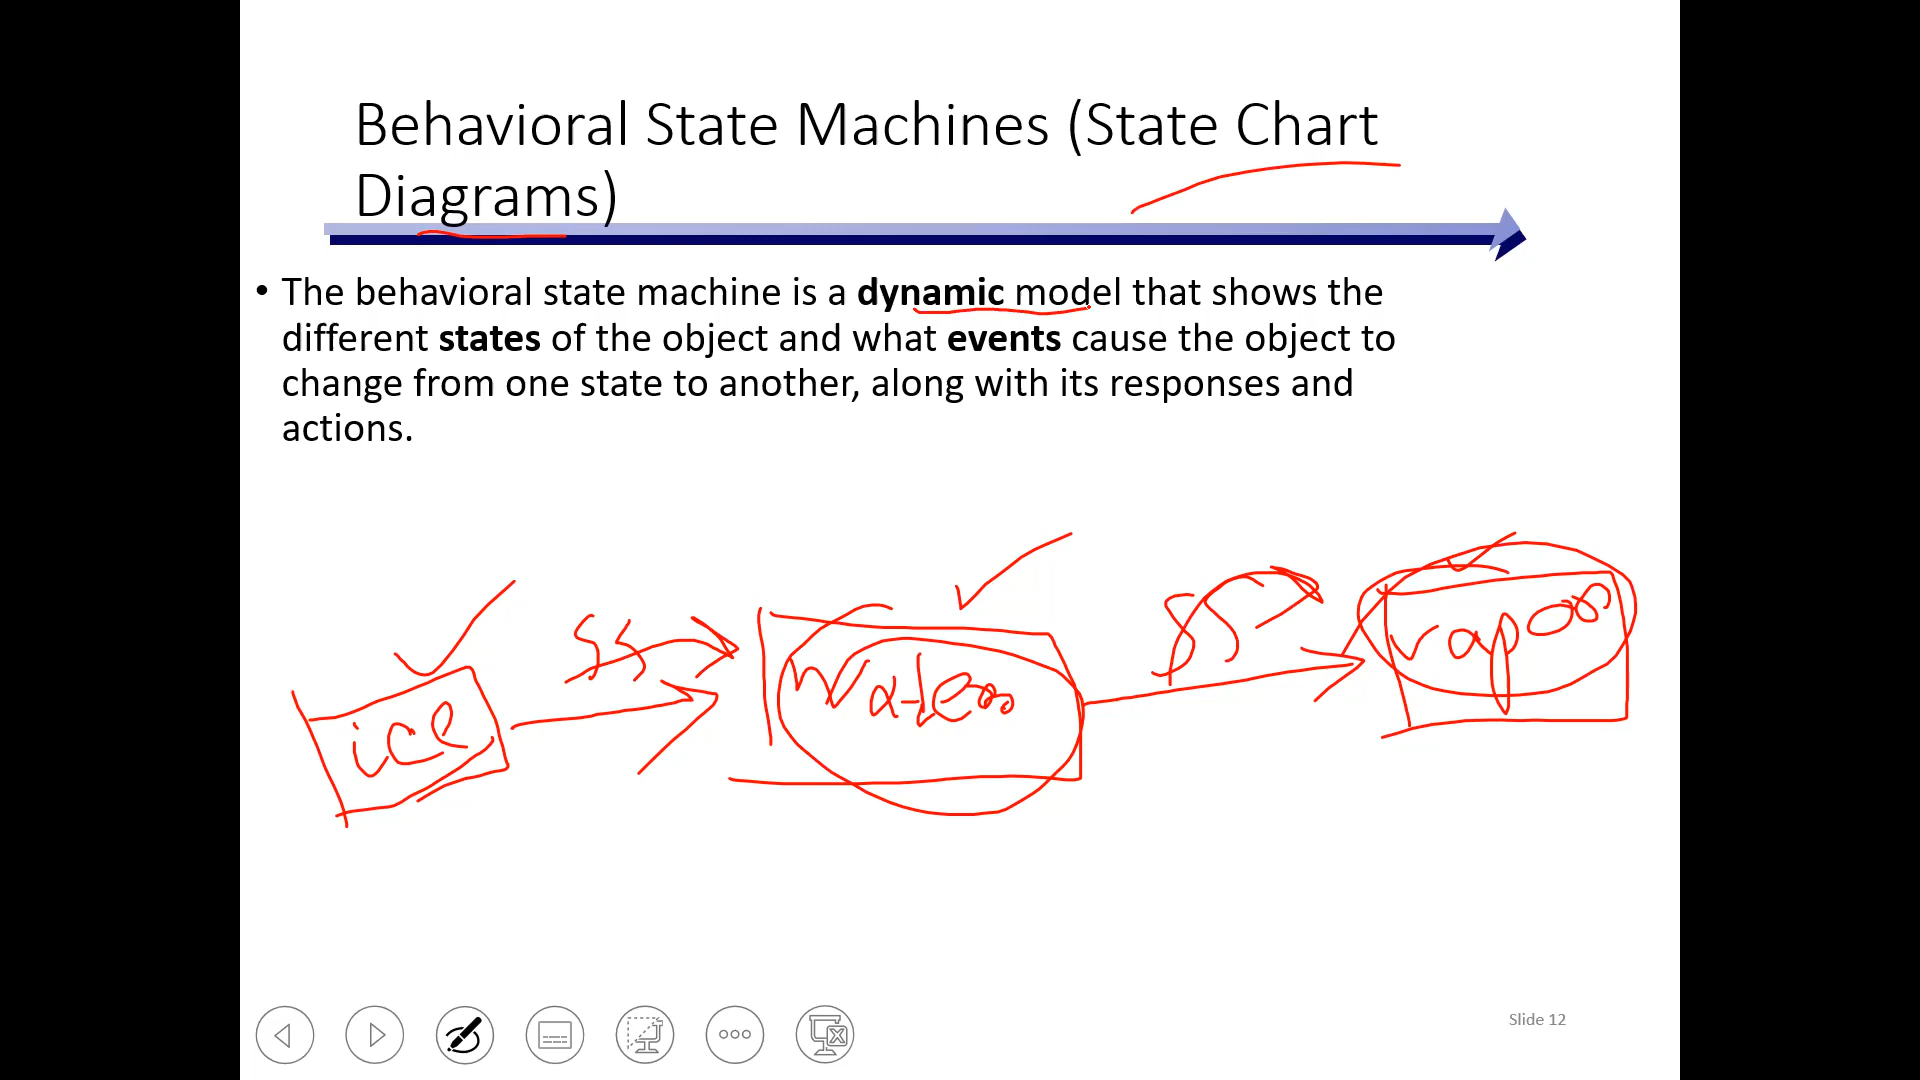 Behavioral State Machines (State Chart
Diagrams)
• The behavioral state machine is a dynamic model that shows the
different states of the object and what events cause the object to
change from one state to another, along with its responses and
actions.
ice
Water
vapor
Slide 12